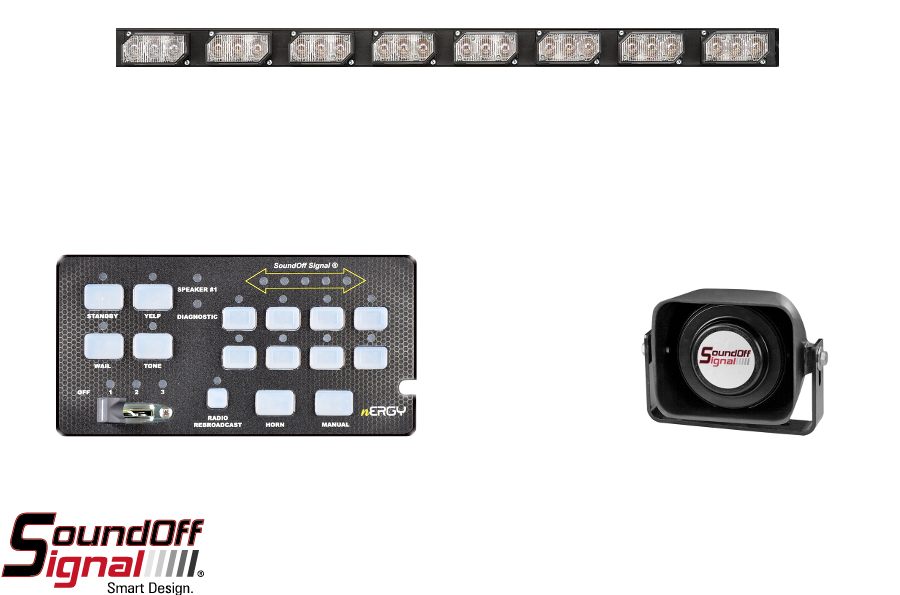 SoundOff Signal ®
SPEAKER #1
STANDBY YELP
DIAGNOSTIC
WAIL TONE
OFF 1 2 3
RADIO
REBROADCAST HORN MANUAL
nERGY
SoundOff
Signal
SoundOff
Signal®
Smart Design.